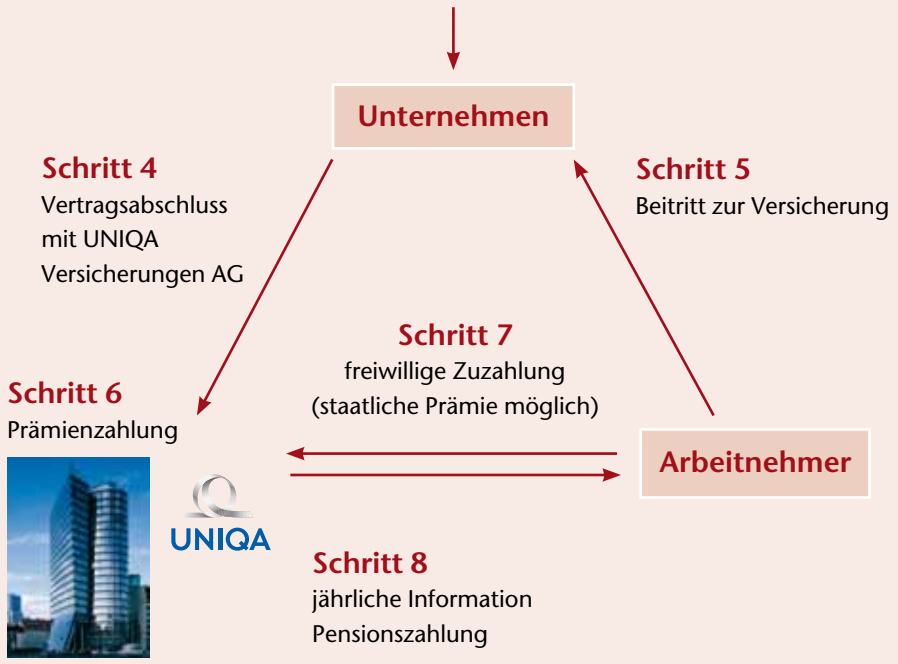 Unternehmen
Schritt 4
Vertragsabschluss
mit UNIQA
Versicherungen AG
Schritt 5
Beitritt zur Versicherung
Schritt 7
freiwillige Zuzahlung
(staatliche Prämie möglich)
Schritt 6
Prämienzahlung
Arbeitnehmer
UNIQA
Schritt 8
jährliche Information
Pensionszahlung